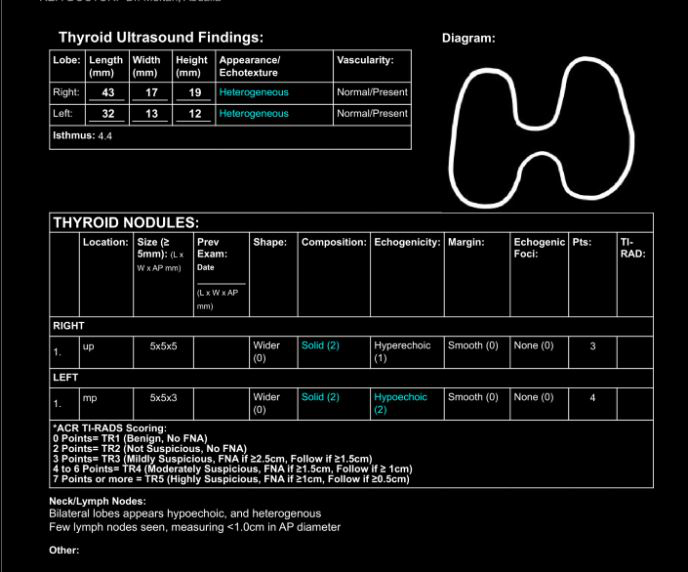 Thyroid Ultrasound Findings: Diagram:
Lobe: Length (mm) Width (mm) Height (mm) Appearance/ Echotexture Vascularity:
Right: 43 17 19 Heterogeneous Normal/Present
Left: 32 13 12 Heterogeneous Normal/Present
Isthmus: 4.4
THYROID NODULES:
Location: Size (≥ 5mm): (L x W x AP mm) Prev Exam: Date (L x W x AP mm) Shape: Composition: Echogenicity: Margin: Echogenic Foci: Pts: TI-RAD:
RIGHT
1. up 5x5x5 Wider (0) Solid (2) Hyperechoic (1) Smooth (0) None (0) 3
LEFT
1. mp 5x5x3 Wider (0) Solid (2) Hypoechoic (2) Smooth (0) None (0) 4
*ACR TI-RADS Scoring:
0 Points= TR1 (Benign, No FNA)
2 Points= TR2 (Not Suspicious, No FNA)
3 Points= TR3 (Mildly Suspicious, FNA if ≥2.5cm, Follow if ≥1.5cm)
4 to 6 Points= TR4 (Moderately Suspicious, FNA if ≥1.5cm, Follow if ≥ 1cm)
7 Points or more = TR5 (Highly Suspicious, FNA if ≥1cm, Follow if ≥0.5cm)
Neck/Lymph Nodes:
Bilateral lobes appears hypoechoic, and heterogenous
Few lymph nodes seen, measuring <1.0cm in AP diameter
Other: